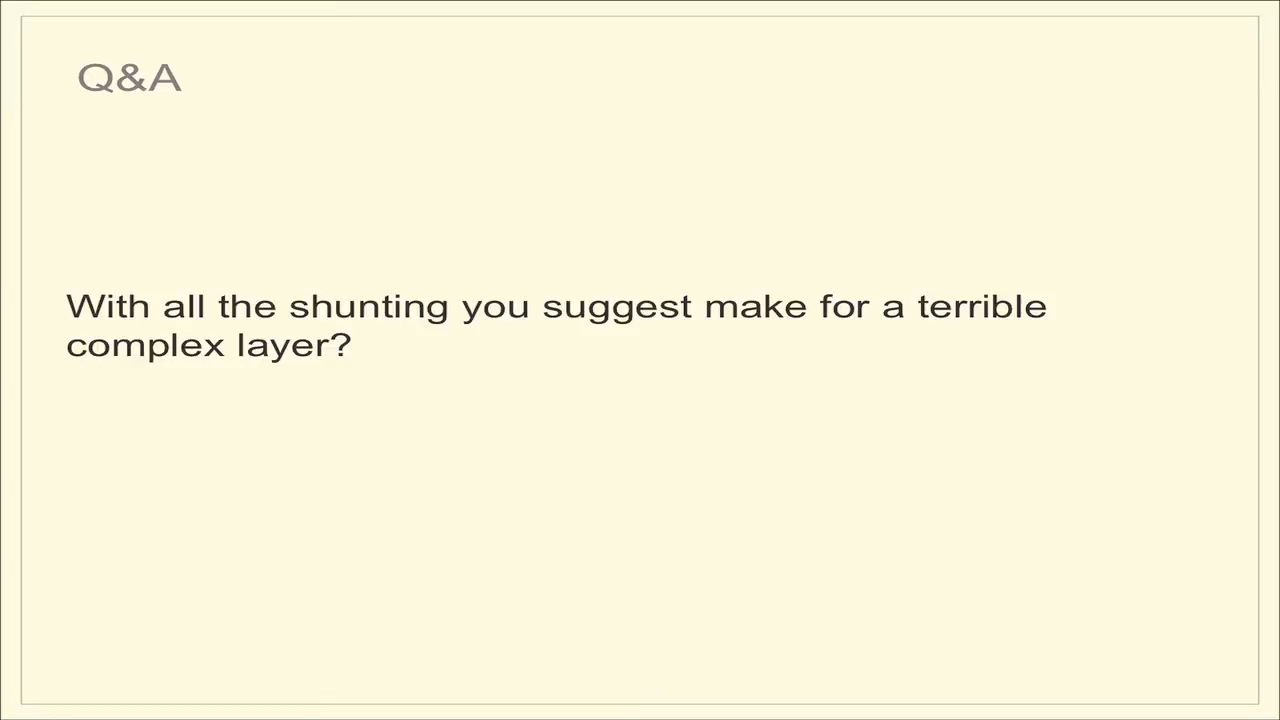 Q&A
With all the shunting you suggest make for a terrible
complex layer?